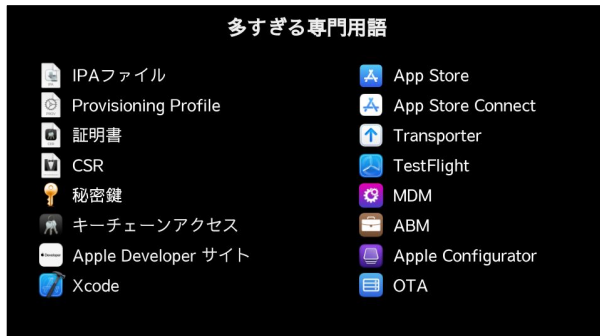 多すぎる専門用語
IPAファイル
Provisioning Profile
証明書
CSR
秘密鍵
キーチェーンアクセス
Apple Developer サイト
Xcode
App Store
App Store Connect
Transporter
TestFlight
MDM
ABM
Apple Configurator
OTA